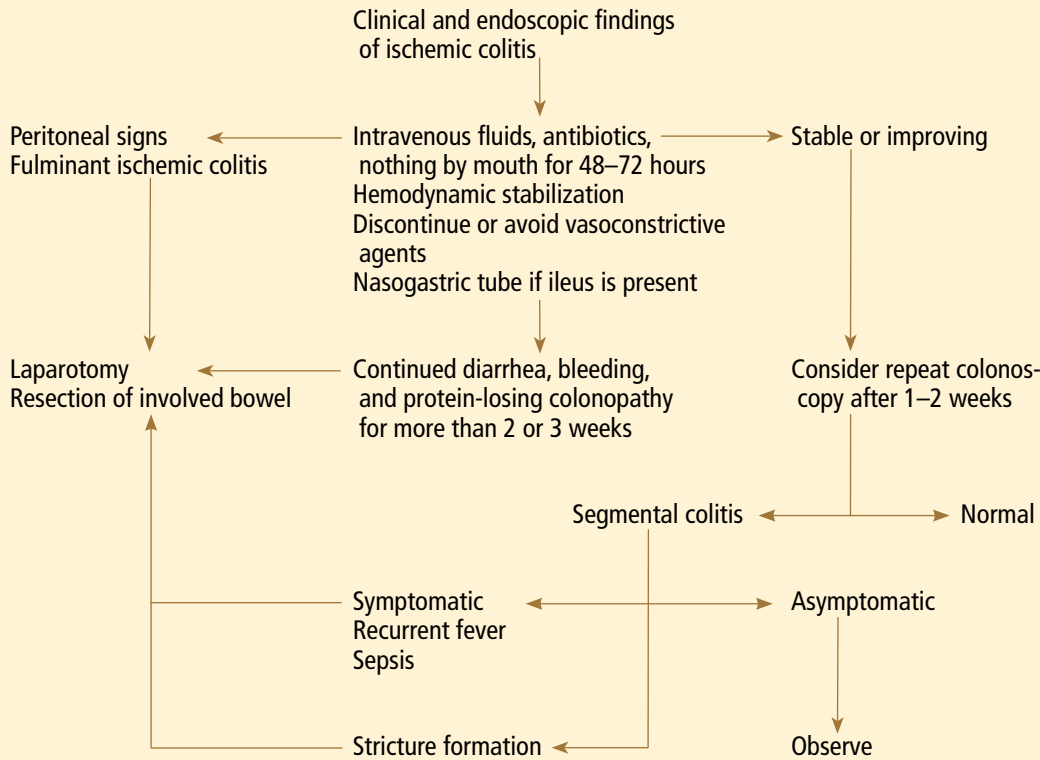 Clinical and endoscopic findings
of ischemic colitis
Peritoneal signs
Fulminant ischemic colitis
Intravenous fluids, antibiotics,
nothing by mouth for 48–72 hours
Hemodynamic stabilization
Discontinue or avoid vasoconstrictive
agents
Nasogastric tube if ileus is present
Stable or improving
Laparotomy
Resection of involved bowel
Continued diarrhea, bleeding,
and protein-losing colonopathy
for more than 2 or 3 weeks
Consider repeat colonos-
copy after 1–2 weeks
Segmental colitis
Normal
Symptomatic
Recurrent fever
Sepsis
Asymptomatic
Stricture formation
Observe